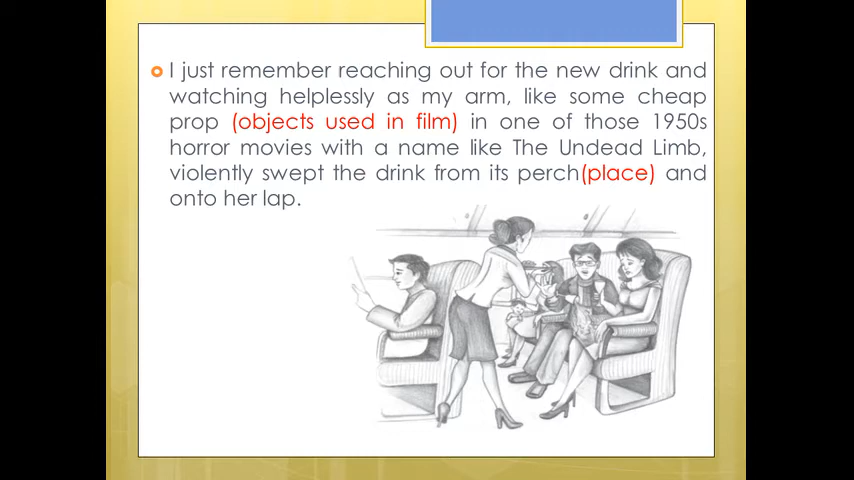 I just remember reaching out for the new drink and
watching helplessly as my arm, like some cheap
prop (objects used in film) in one of those 1950s
horror movies with a name like The Undead Limb,
violently swept the drink from its perch(place) and
onto her lap.